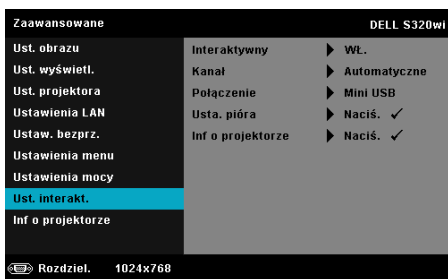 Zaawansowane DELL S320wi
Ust. obrazu
Ust. wyświetl.
Ust. projektora
Ustawienia LAN
Ustaw. bezprz.
Ustawienia menu
Ustawienia mocy
Ust. interakt.
Inf o projektorze
Interaktywny WŁ.
Kanał Automatyczne
Połączenie Mini USB
Usta. pióra Naciś. ✓
Inf o projektorze Naciś. ✓
Rozdziel. 1024x768